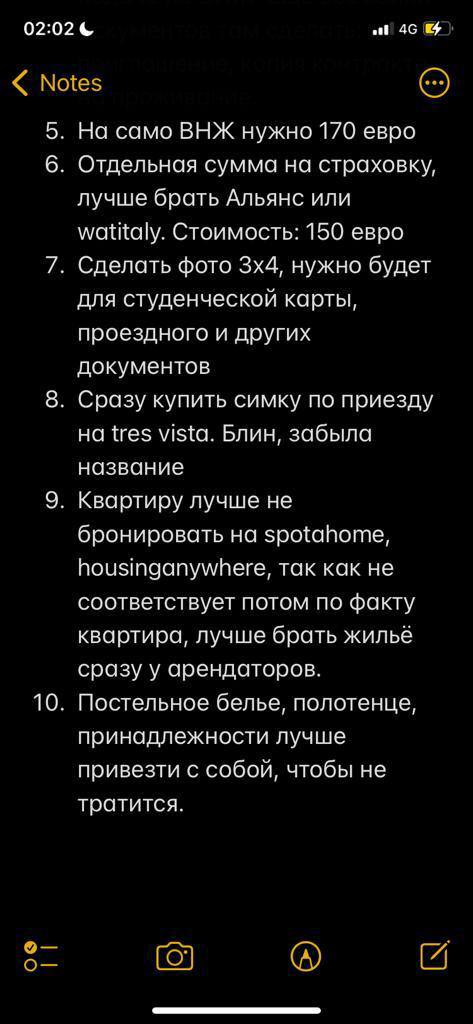 02:02
4G
Notes
5. На само ВНЖ нужно 170 евро
6. Отдельная сумма на страховку,
лучше брать Альянс или
watitaly. Стоимость: 150 евро
7. Сделать фото 3х4, нужно будет
для студенческой карты,
проездного и других
документов
8. Сразу купить симку по приезду
на tres vista. Блин, забыла
название
9. Квартиру лучше не
бронировать на spotahome,
housinganywhere, так как не
соответствует потом по факту
квартира, лучше брать жильё
сразу у арендаторов.
10. Постельное белье, полотенце,
принадлежности лучше
привезти с собой, чтобы не
тратится.